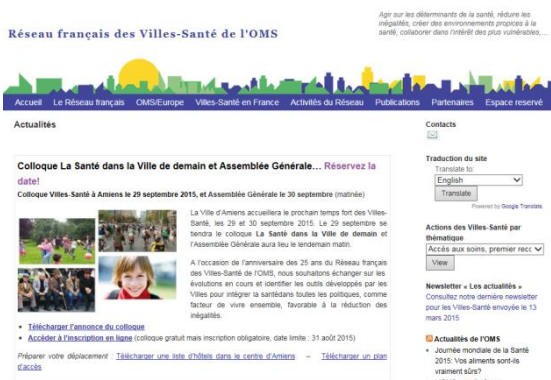 Agir sur les déterminants de la santé, réduire les
inégalités, créer des environnements propices à la
santé, collaborer dans l'intérêt des plus vulnérables,...
Réseau français des Villes-Santé de l'OMS
Accueil Le Réseau français OMS/Europe Villes-Santé en France Activités du Réseau Publications Partenaires Espace reservé
Actualités
Colloque La Santé dans la Ville de demain et Assemblée Générale… Réservez la
date!
Colloque Villes-Santé à Amiens le 29 septembre 2015, et Assemblée Générale le 30 septembre (matinée)
La Ville d'Amiens accueillera le prochain temps fort des Villes-
Santé, les 29 et 30 septembre 2015. Le 29 septembre se
tiendra le colloque La Santé dans la Ville de demain et
l'Assemblée Générale aura lieu le lendemain matin.
A l'occasion de l'anniversaire des 25 ans du Réseau français
des Villes-Santé de l'OMS, nous souhaitons échanger sur les
évolutions en cours et identifier les outils développés par les
Villes pour intégrar la santédans toutes les politiques, comme
facteur de vivre ensemble, favorable à la réduction des
inégalités.
Télécharger l'annonce du colloque
Accéder à l'inscription en ligne (colloque gratuit mais inscription obligatoire, date limite : 31 août 2015)
Préparer votre déplacement : Télécharger une liste d'hôtels dans le centre d'Amiens – Télécharger un plan
d'accès
Contacts
Traduction du site
Translate to:
English
Translate
Powered by Google Translate.
Actions des Villes-Santé par
thématique
Accès aux soins, premier recc
View
Newsletter « Les actualités »
Consultez notre dernière newsletter
pour les Villes-Santé envoyée le 13
mars 2015
Actualités de l'OMS
Journée mondiale de la Santé
2015: Vos aliments sont-ils
vraiment sûrs?